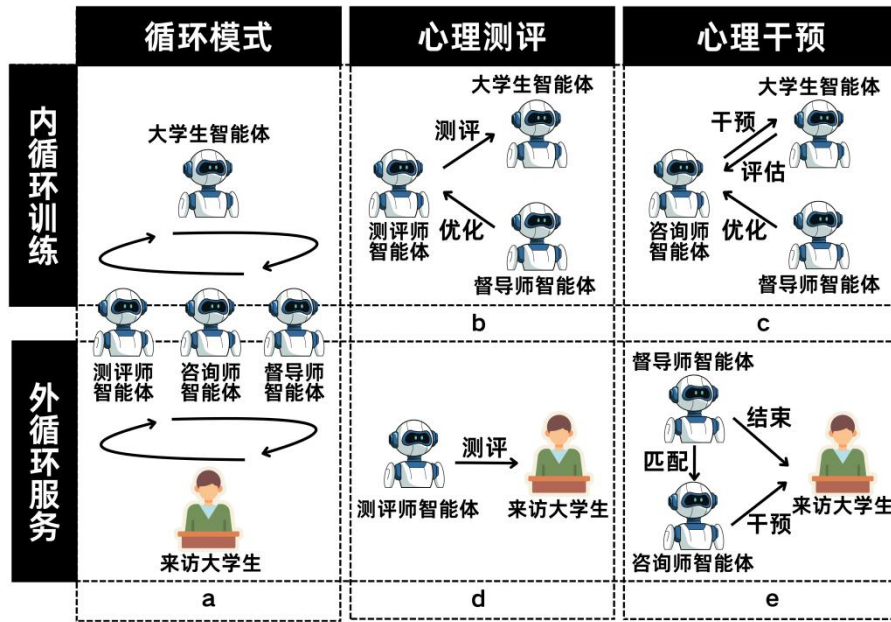 循环模式
心理测评
心理干预
内循环训练
大学生智能体
大学生智能体
测评
测评师
智能体
优化
督导师智能体
大学生智能体
干预
评估
咨询师
智能体
优化
督导师智能体
b
c
外循环服务
测评师
智能体
咨询师
智能体
督导师
智能体
来访大学生
测评
测评师智能体
来访大学生
督导师智能体
结束
匹配
干预
来访大学生
咨询师智能体
a
d
e